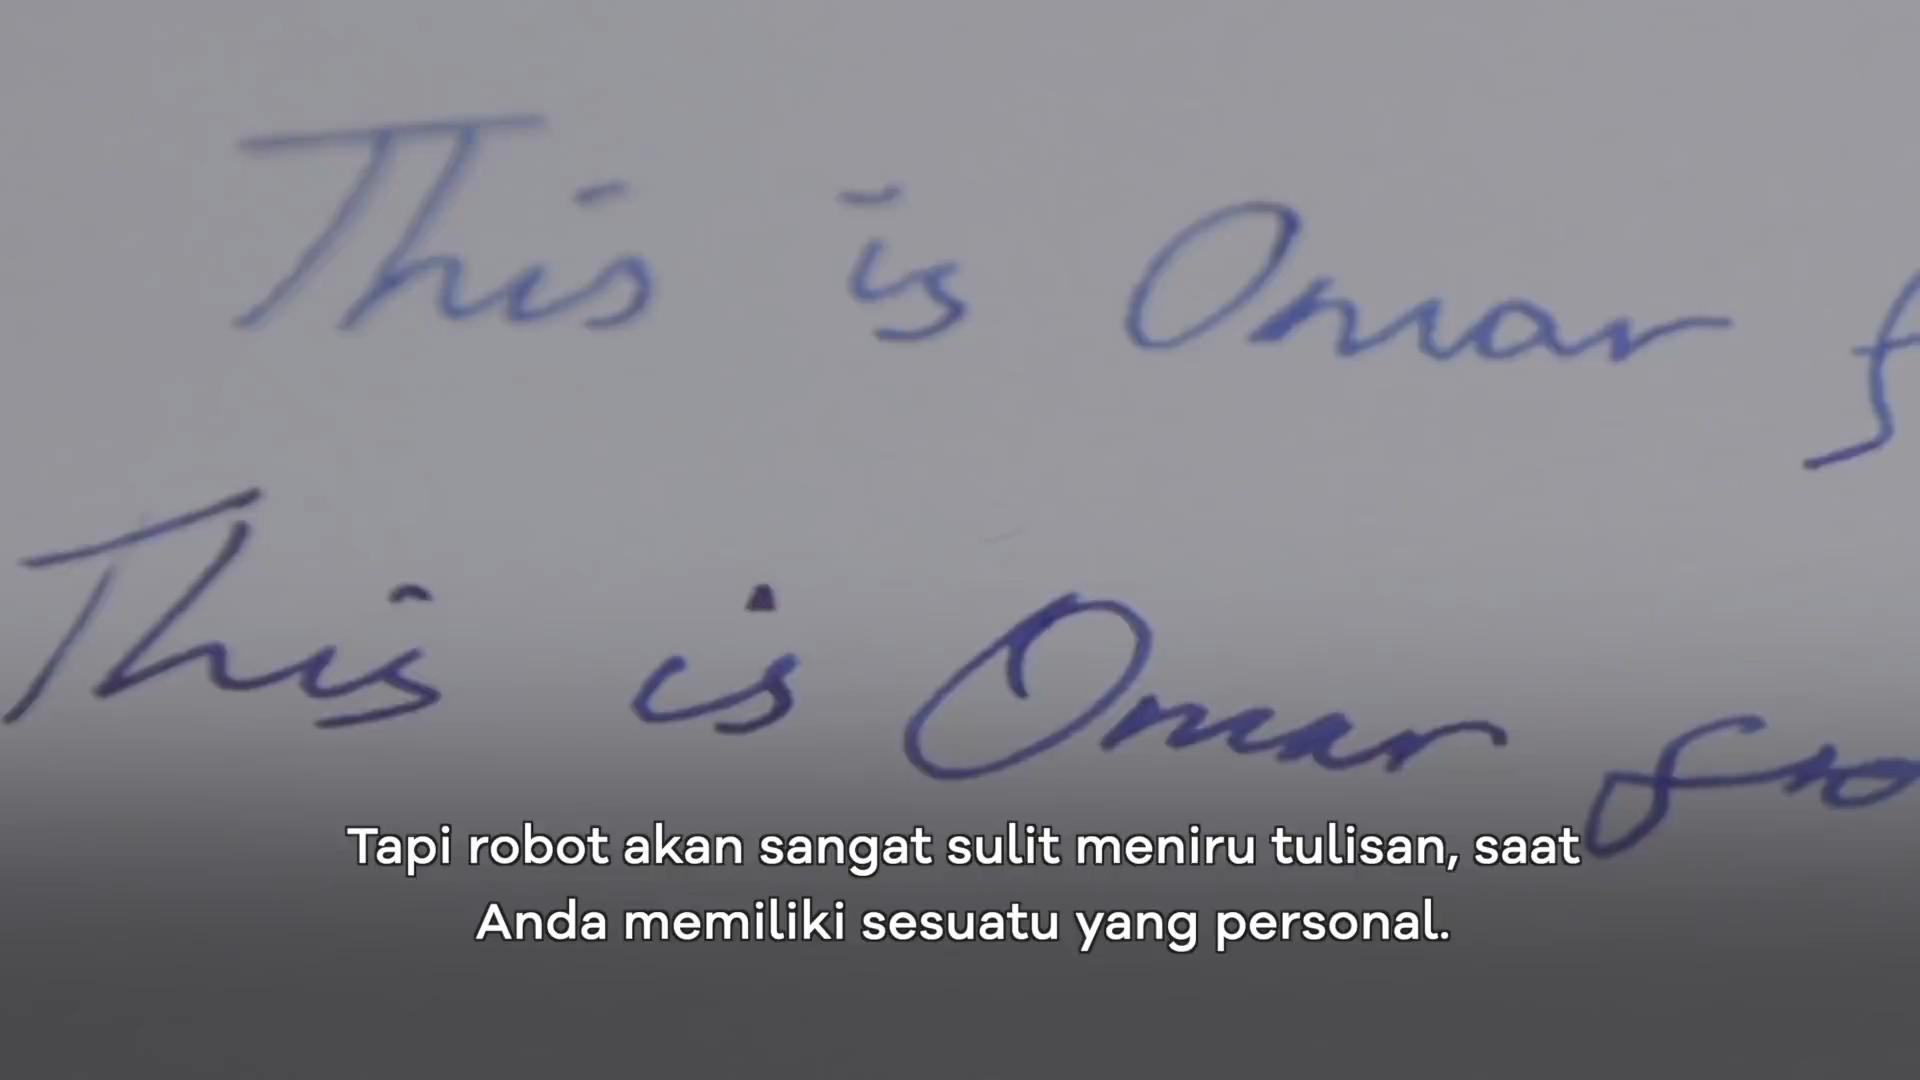 This is Omar f
This is Omar fro
Tapi robot akan sangat sulit meniru tulisan, saat
Anda memiliki sesuatu yang personal.